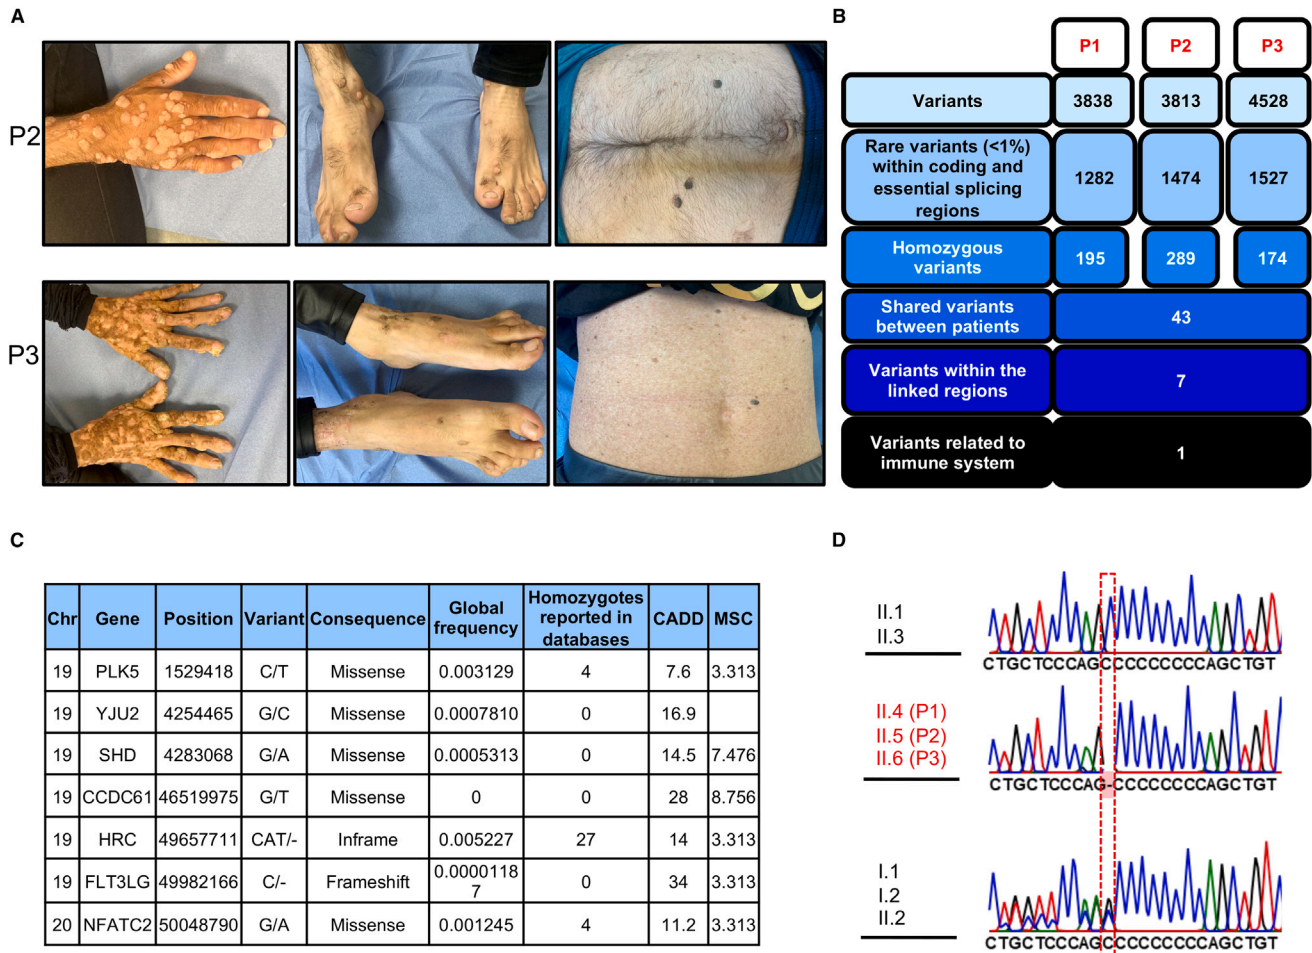 A
P2
P3
B
P1 P2 P3
Variants 3838 3813 4528
Rare variants (<1%)
within coding and
essential splicing
regions
1282 1474 1527
Homozygous
variants
195 289 174
Shared variants
between patients
43
Variants within the
linked regions
7
Variants related to
immune system
1
C
Chr Gene Position Variant Consequence Global frequency Homozygotes reported in databases CADD MSC
19 PLK5 1529418 C/T Missense 0.003129 4 7.6 3.313
19 YJU2 4254465 G/C Missense 0.0007810 0 16.9
19 SHD 4283068 G/A Missense 0.0005313 0 14.5 7.476
19 CCDC61 46519975 G/T Missense 0 0 28 8.756
19 HRC 49657711 CAT/- Inframe 0.005227 27 14 3.313
19 FLT3LG 49982166 C/- Frameshift 0.00001187 0 34 3.313
20 NFATC2 50048790 G/A Missense 0.001245 4 11.2 3.313
D
II.1
II.3
CTGCTCCCAGCCCCCCCCCAGCTGT
II.4 (P1)
II.5 (P2)
II.6 (P3)
CTGCTCCCAG-CCCCCCCCAGCTGT
I.1
I.2
II.2
CTGCTCCCAGCCCCCCCCCAGCTGT